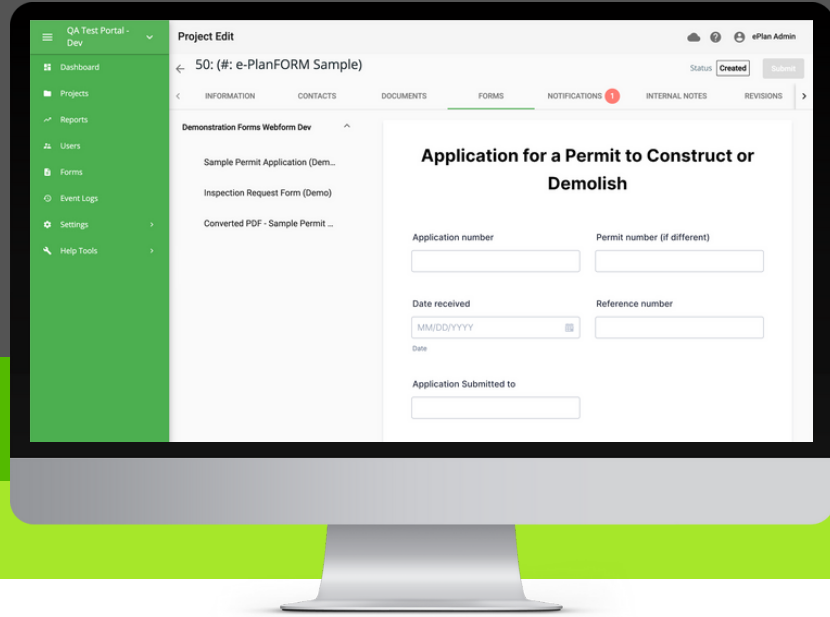 QA Test Portal -
Dev
Project Edit
ePlan Admin
Dashboard
50: (#: e-PlanFORM Sample)
Status Created Submit
Projects
INFORMATION CONTACTS DOCUMENTS FORMS NOTIFICATIONS 1 INTERNAL NOTES REVISIONS
Reports
Demonstration Forms Webform Dev
Users
Sample Permit Application (Dem...
Application for a Permit to Construct or
Demolish
Forms
Inspection Request Form (Demo)
Event Logs
Converted PDF - Sample Permit ...
Settings
Help Tools
Application number Permit number (if different)
Date received Reference number
MM/DD/YYYY
Date
Application Submitted to